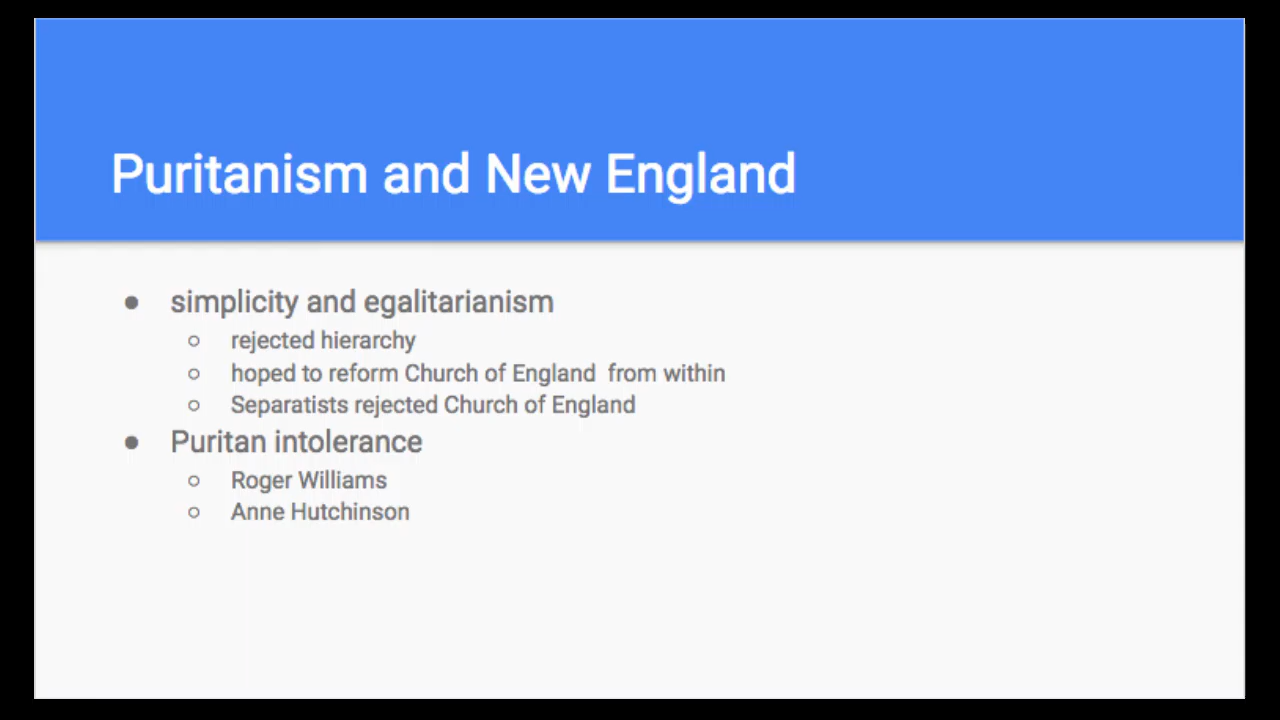 Puritanism and New England
● simplicity and egalitarianism
○ rejected hierarchy
○ hoped to reform Church of England  from within
○ Separatists rejected Church of England
● Puritan intolerance
○ Roger Williams
○ Anne Hutchinson